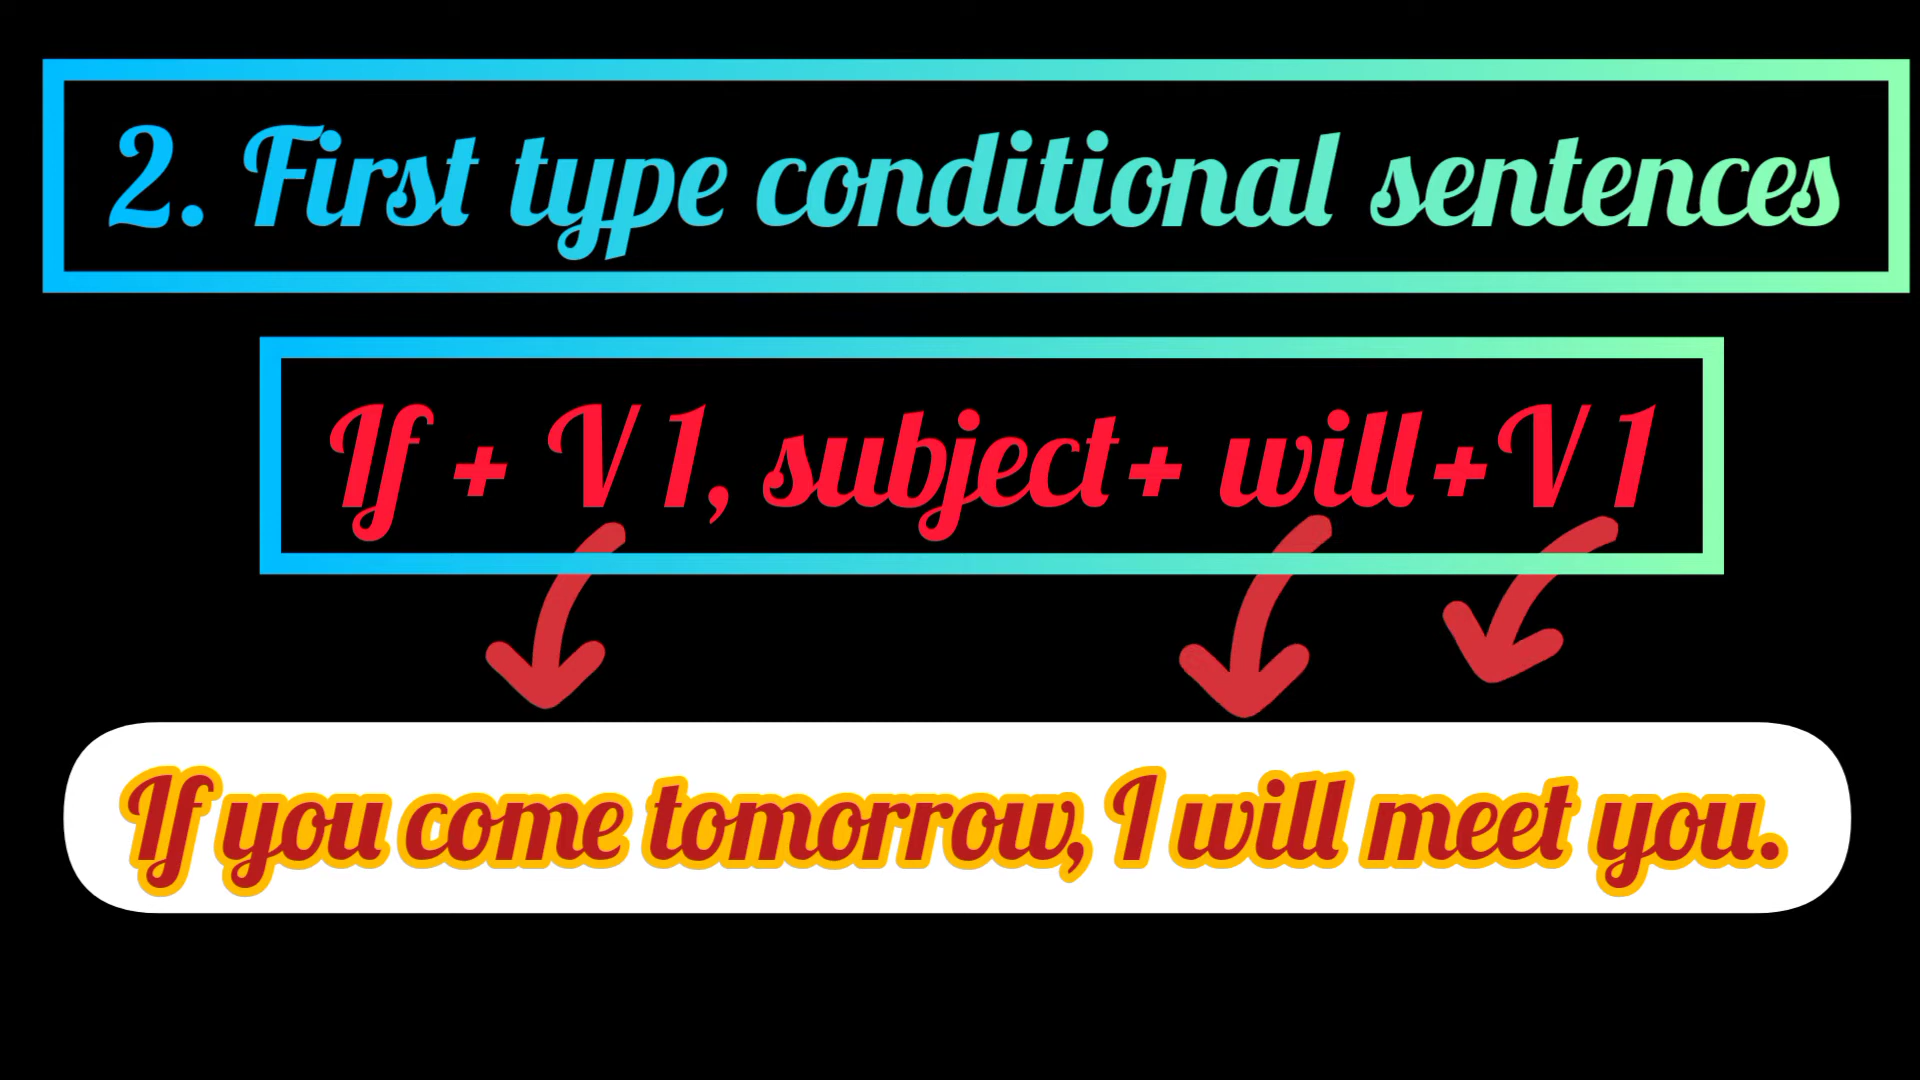 2. First type conditional sentences
If + V 1, subject + will + V 1
If you come tomorrow, I will meet you.